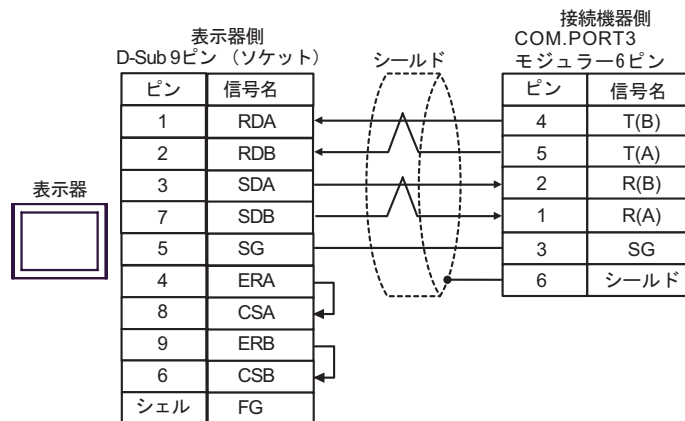 表示器側
D-Sub 9ピン （ソケット）
シールド
接続機器側
COM.PORT3
モジュラー6ピン
ピン 信号名
1 RDA
2 RDB
3 SDA
7 SDB
5 SG
4 ERA
8 CSA
9 ERB
6 CSB
シェル FG
表示器
ピン 信号名
4 T(B)
5 T(A)
2 R(B)
1 R(A)
3 SG
6 シールド